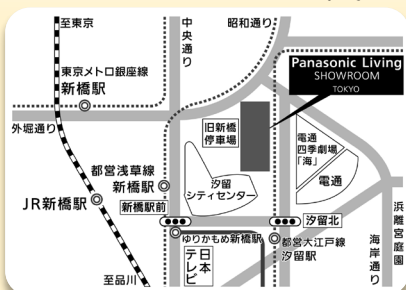 至東京
中央通り
昭和通り
東京メトロ銀座線
新橋駅
Panasonic Living
SHOWROOM
TOKYO
外堀通り
旧新橋
停車場
電通
四季劇場
「海」
電通
都営浅草線
新橋駅
汐留
シティセンター
JR新橋駅
新橋駅前
汐留北
ゆりかもめ新橋駅
都営大江戸線
汐留駅
日本
テレビ
浜離宮庭園
海岸通り
至品川